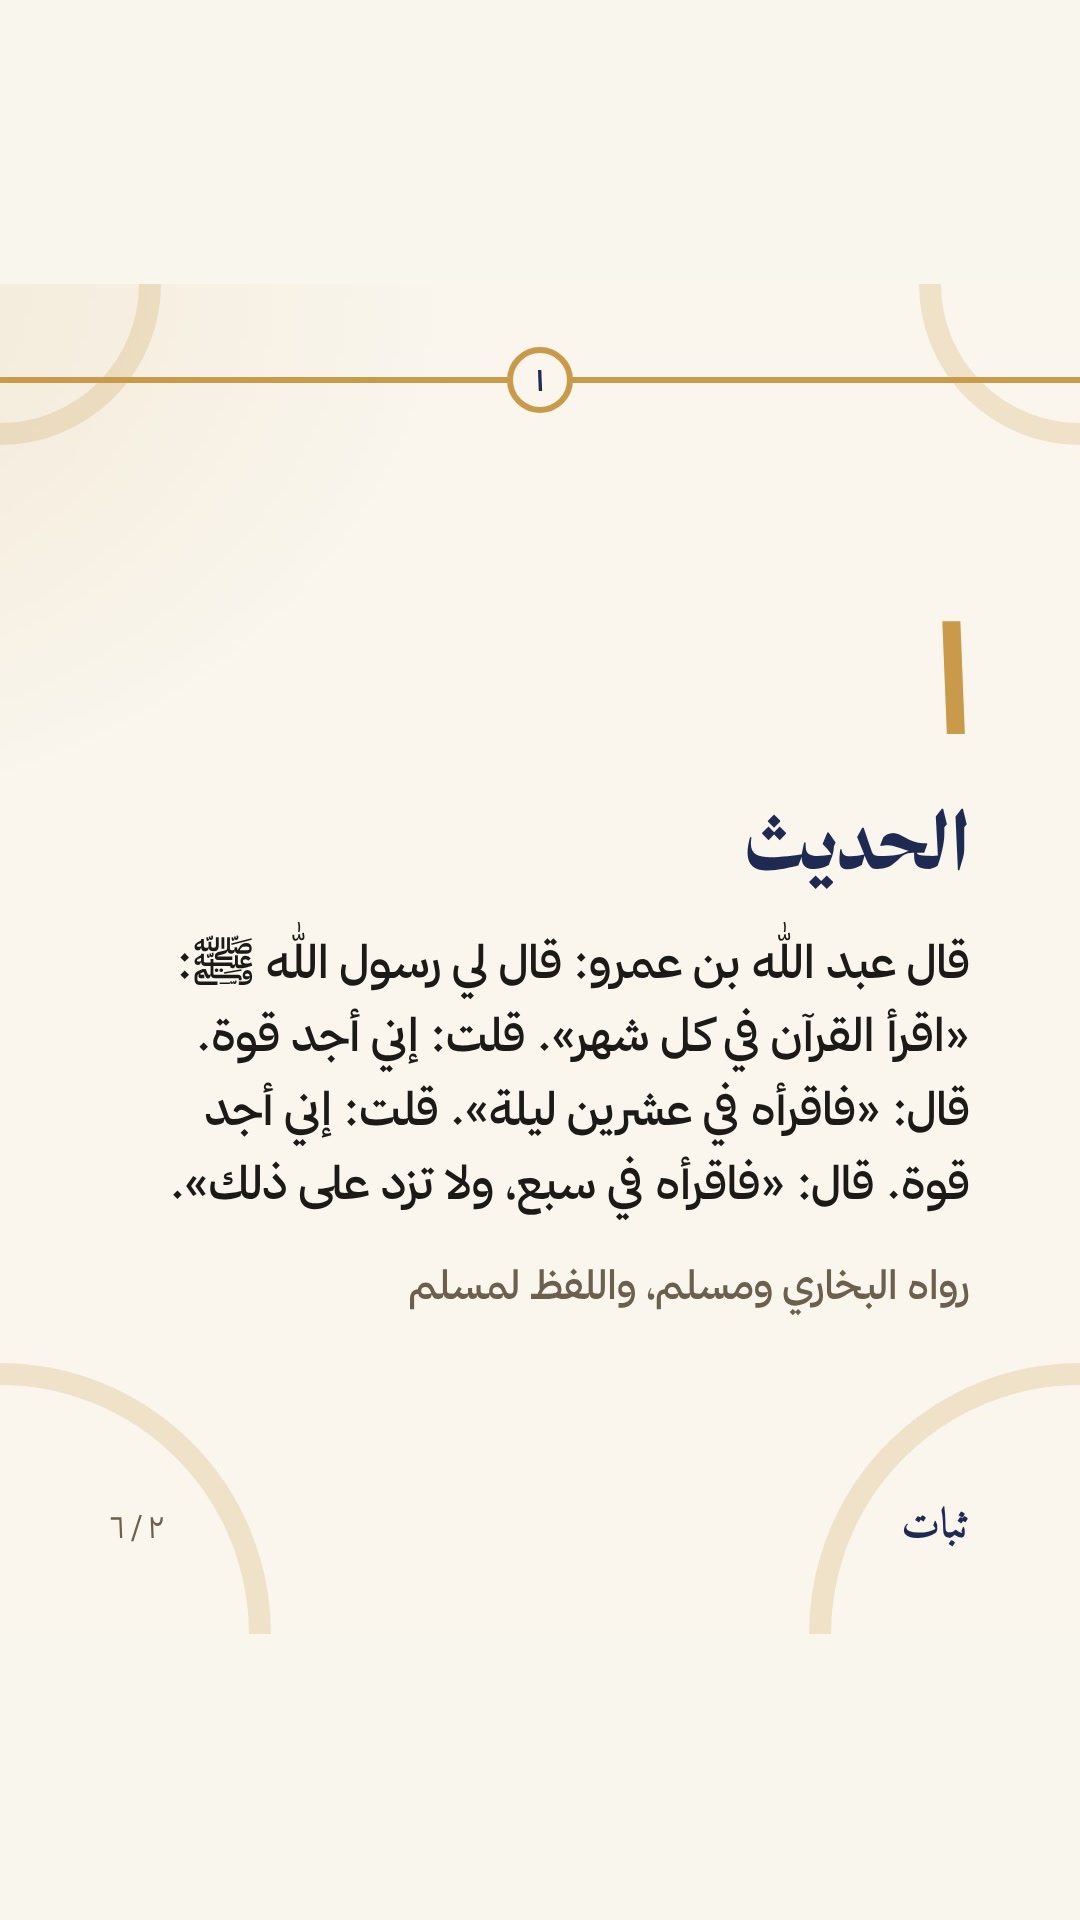 ١
١
الحديث
قال عبد الله بن عمرو: قال لي رسول الله ﷺ:
«اقرأ القرآن في كل شهر». قلت: إني أجد قوة.
قال: «فاقرأه في عشرين ليلة». قلت: إني أجد
قوة. قال: «فاقرأه في سبع، ولا تزد على ذلك».
رواه البخاري ومسلم، واللفظ لمسلم
ثبات
٢ / ٦